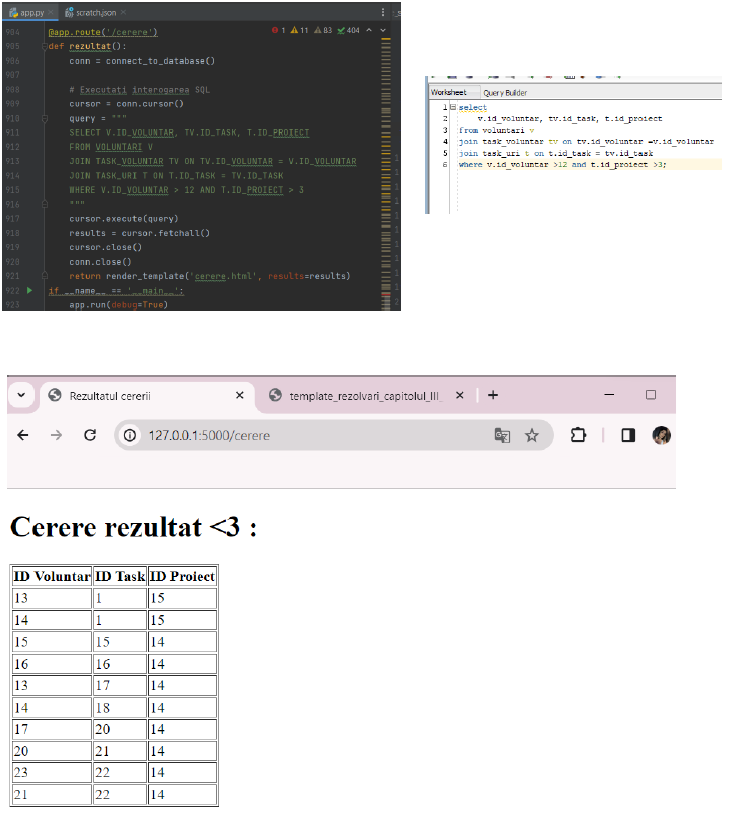 app.py
scratch.json
1 11 83 404
904 @app.route('/cerere')
905 def rezultat():
906 conn = connect_to_database()
907
908 # Executati interogarea SQL
909 cursor = conn.cursor()
910 query = """
911 SELECT V.ID_VOLUNTAR, TV.ID_TASK, T.ID_PROIECT
912 FROM VOLUNTARI V
913 JOIN TASK_VOLUNTAR TV ON TV.ID_VOLUNTAR = V.ID_VOLUNTAR
914 JOIN TASK_URI T ON T.ID_TASK = TV.ID_TASK
915 WHERE V.ID_VOLUNTAR > 12 AND T.ID_PROIECT > 3
916 """
917 cursor.execute(query)
918 results = cursor.fetchall()
919 cursor.close()
920 conn.close()
921 return render_template('cerere.html', results=results)
922 if __name__ == '__main__':
923 app.run(debug=True)
Worksheet Query Builder
1 select
2 v.id_voluntar, tv.id_task, t.id_proiect
3 from voluntari v
4 join task_voluntar tv on tv.id_voluntar =v.id_voluntar
5 join task_uri t on t.id_task = tv.id_task
6 where v.id_voluntar >12 and t.id_proiect >3;
Rezultatul cererii
template_rezolvari_capitolul_III_
127.0.0.1:5000/cerere
Cerere rezultat <3 :
ID Voluntar ID Task ID Proiect
13 1 15
14 1 15
15 15 14
16 16 14
13 17 14
14 18 14
17 20 14
20 21 14
23 22 14
21 22 14